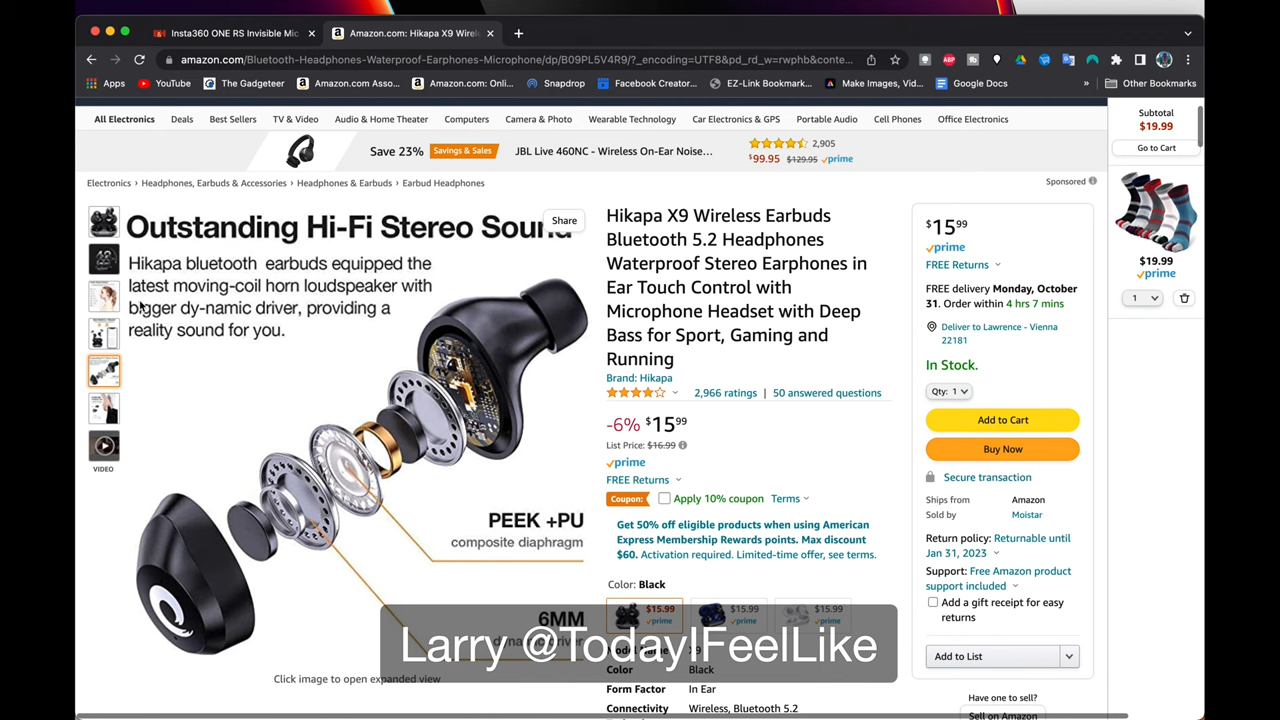 Insta360 ONE RS Invisible Mic
Amazon.com: Hikapa X9 Wirele
amazon.com/Bluetooth-Headphones-Waterproof-Earphones-Microphone/dp/B09PL5V4R9/?_encoding=UTF8&pd_rd_w=rwphb&conte...
Apps
YouTube
The Gadgeteer
Amazon.com Asso...
Amazon.com: Onli...
Snapdrop
Facebook Creator...
EZ-Link Bookmark...
Make Images, Vid...
Google Docs
»
Other Bookmarks
All Electronics
Deals
Best Sellers
TV & Video
Audio & Home Theater
Computers
Camera & Photo
Wearable Technology
Car Electronics & GPS
Portable Audio
Cell Phones
Office Electronics
Save 23%
Savings & Sales
JBL Live 460NC - Wireless On-Ear Noise...
2,905
$99.95 $129.95 prime
Sponsored
Electronics › Headphones, Earbuds & Accessories › Headphones & Earbuds › Earbud Headphones
Outstanding Hi-Fi Stereo Sound
Share
Hikapa bluetooth earbuds equipped the
latest moving-coil horn loudspeaker with
bigger dy-namic driver, providing a
reality sound for you.
PEEK +PU
composite diaphragm
6MM
VIDEO
Click image to open expanded view
Hikapa X9 Wireless Earbuds
Bluetooth 5.2 Headphones
Waterproof Stereo Earphones in
Ear Touch Control with
Microphone Headset with Deep
Bass for Sport, Gaming and
Running
Brand: Hikapa
2,966 ratings | 50 answered questions
-6% $15 99
List Price: $16.99
prime
FREE Returns
Coupon: Apply 10% coupon Terms
Get 50% off eligible products when using American
Express Membership Rewards points. Max discount
$60. Activation required. Limited-time offer, see terms.
Color: Black
$15.99
prime
$15.99
prime
$15.99
prime
X9
Color Black
Form Factor In Ear
Connectivity Wireless, Bluetooth 5.2
Larry @TodayIFeelLike
$15 99
prime
FREE Returns
FREE delivery Monday, October
31. Order within 4 hrs 7 mins
Deliver to Lawrence - Vienna
22181
In Stock.
Qty: 1
Add to Cart
Buy Now
Secure transaction
Ships from Amazon
Sold by Moistar
Return policy: Returnable until
Jan 31, 2023
Support: Free Amazon product
support included
Add a gift receipt for easy
returns
Add to List
Have one to sell?
Sell on Amazon
Subtotal
$19.99
Go to Cart
$19.99
prime
1